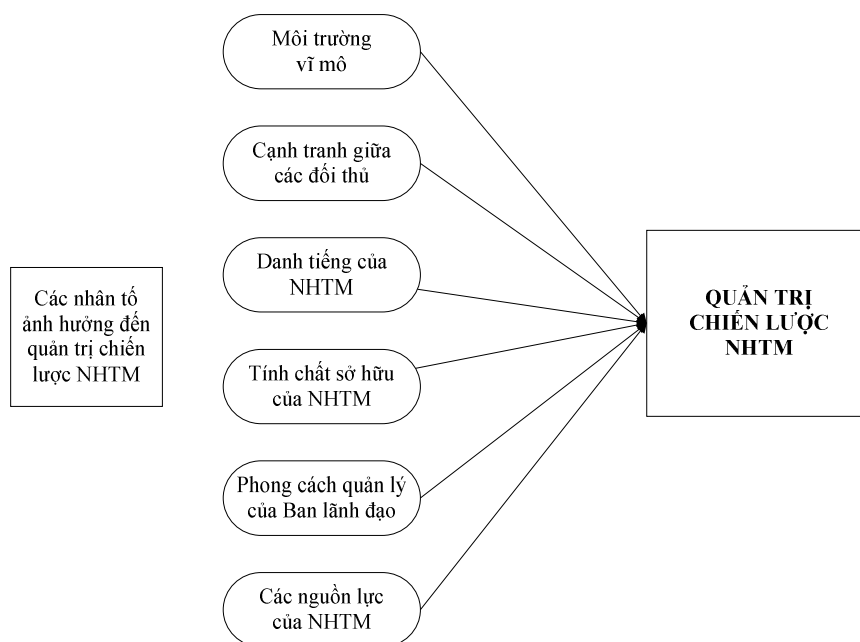 Môi trường
vĩ mô
Cạnh tranh giữa
các đối thủ
Danh tiếng của
NHTM
Tính chất sở hữu
của NHTM
Phong cách quản lý
của Ban lãnh đạo
Các nguồn lực
của NHTM
Các nhân tố
ảnh hưởng đến
quản trị chiến
lược NHTM
QUẢN TRỊ
CHIẾN LƯỢC
NHTM